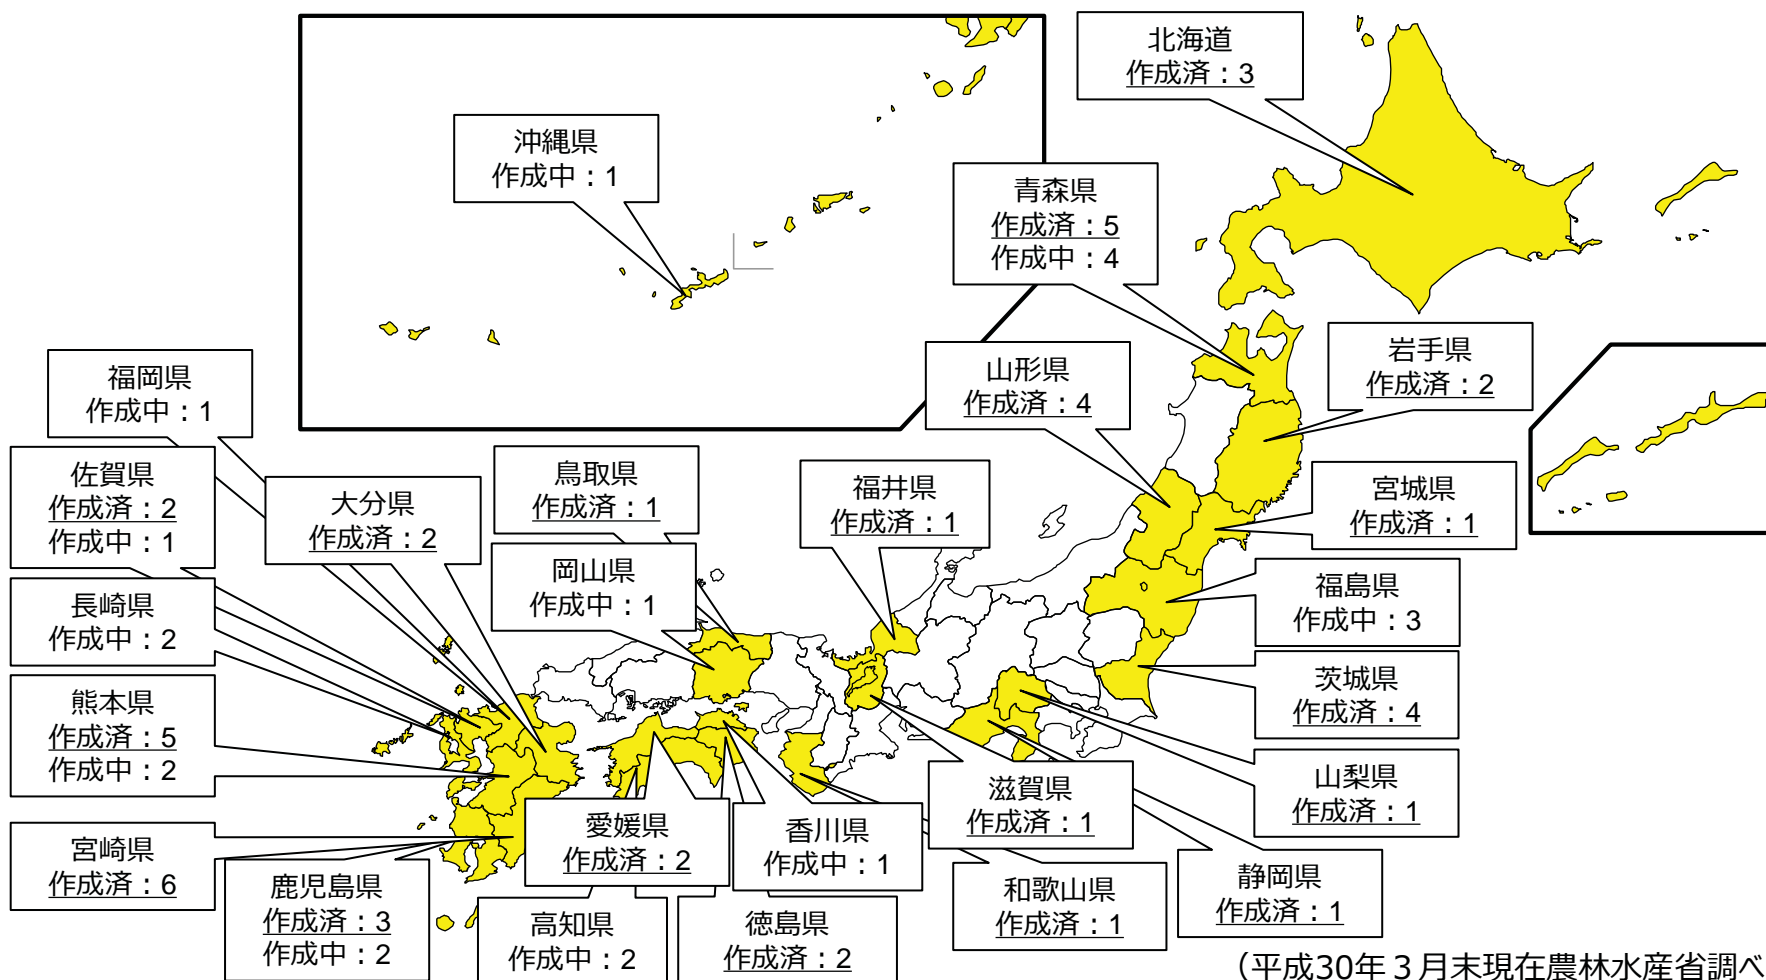 北海道
作成済：3
沖縄県
作成中：1
青森県
作成済：5
作成中：4
岩手県
作成済：2
山形県
作成済：4
福岡県
作成中：1
佐賀県
作成済：2
作成中：1
大分県
作成済：2
鳥取県
作成済：1
福井県
作成済：1
宮城県
作成済：1
岡山県
作成中：1
長崎県
作成中：2
福島県
作成中：3
茨城県
作成済：4
熊本県
作成済：5
作成中：2
山梨県
作成済：1
滋賀県
作成済：1
愛媛県
作成済：2
香川県
作成中：1
宮崎県
作成済：6
鹿児島県
作成済：3
作成中：2
高知県
作成中：2
徳島県
作成済：2
和歌山県
作成済：1
静岡県
作成済：1
（平成30年３月末現在農林水産省調べ